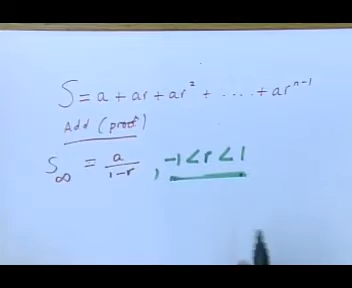 S = a + ar + ar² + .... + arⁿ⁻¹
Add (proof)
S∞ = a/(1-r) , -1<r<1